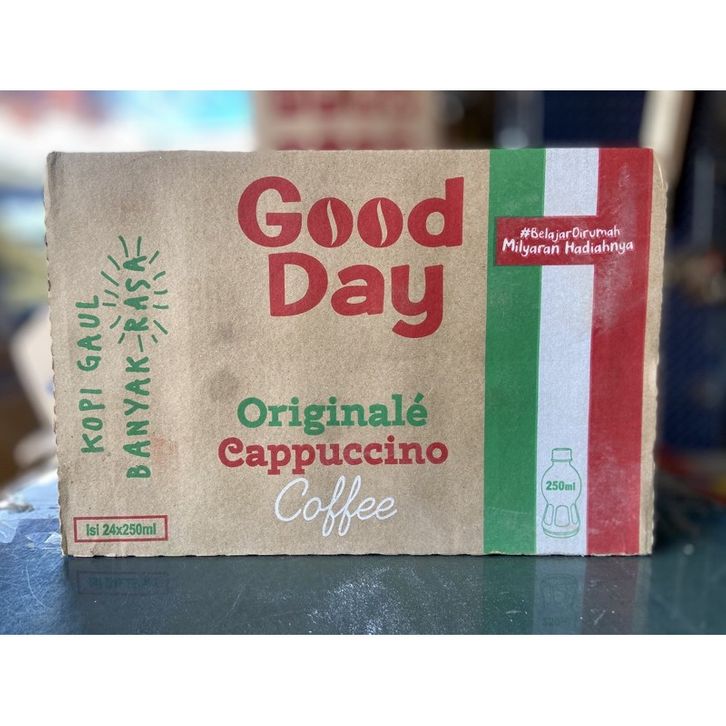 Good
Day
Originalé
Cappuccino
Coffee
KOPI GAUL
BANYAK RASA
Isi 24x250ml
#BelajarDirumah
Milyaran Hadiahnya
250ml